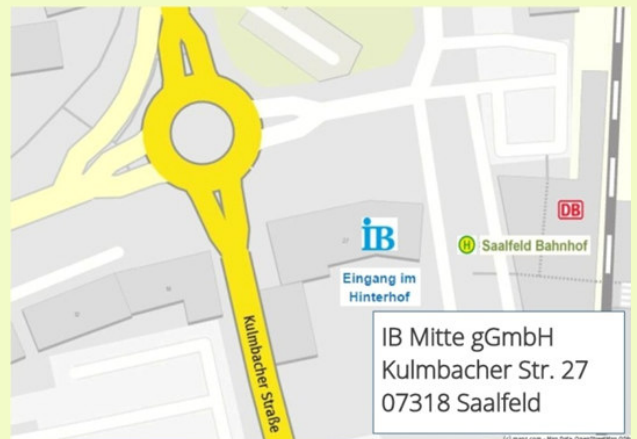 DB
iB
H Saalfeld Bahnhof
Eingang im
Hinterhof
Kulmbacher Straße
IB Mitte gGmbH
Kulmbacher Str. 27
07318 Saalfeld